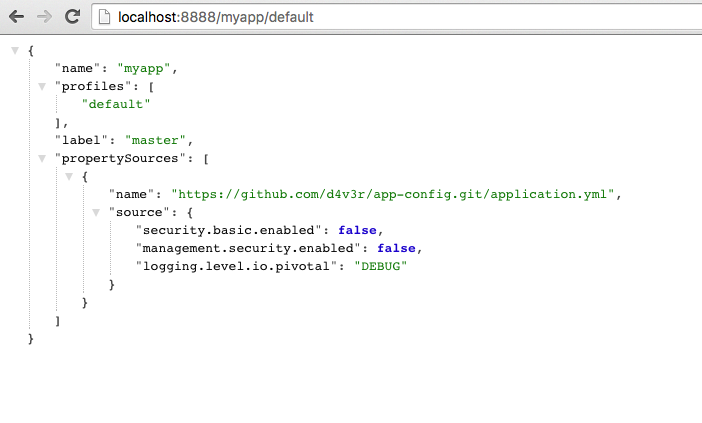 localhost:8888/myapp/default
{
"name": "myapp",
"profiles": [
"default"
],
"label": "master",
"propertySources": [
{
"name": "https://github.com/d4v3r/app-config.git/application.yml",
"source": {
"security.basic.enabled": false,
"management.security.enabled": false,
"logging.level.io.pivotal": "DEBUG"
}
}
]
}